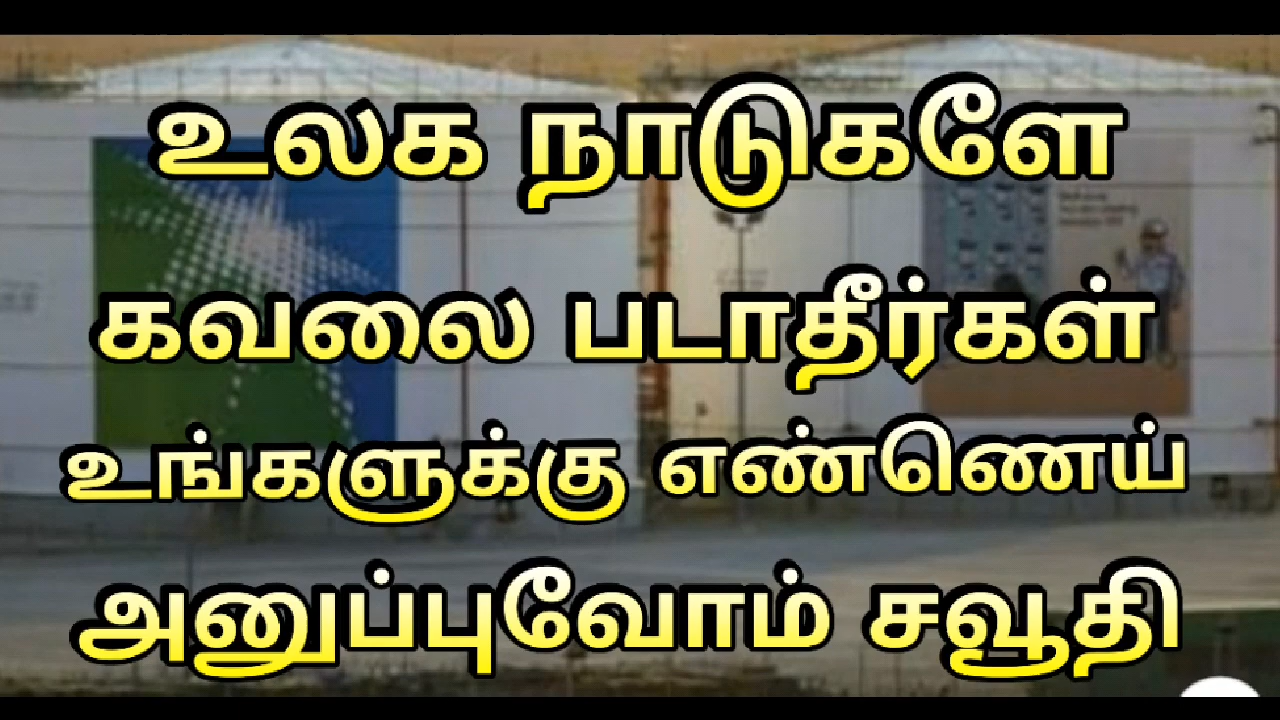 உலக நாடுகளே
கவலை படாதீர்கள்
உங்களுக்கு எண்ணெய்
அனுப்புவோம் சவூதி